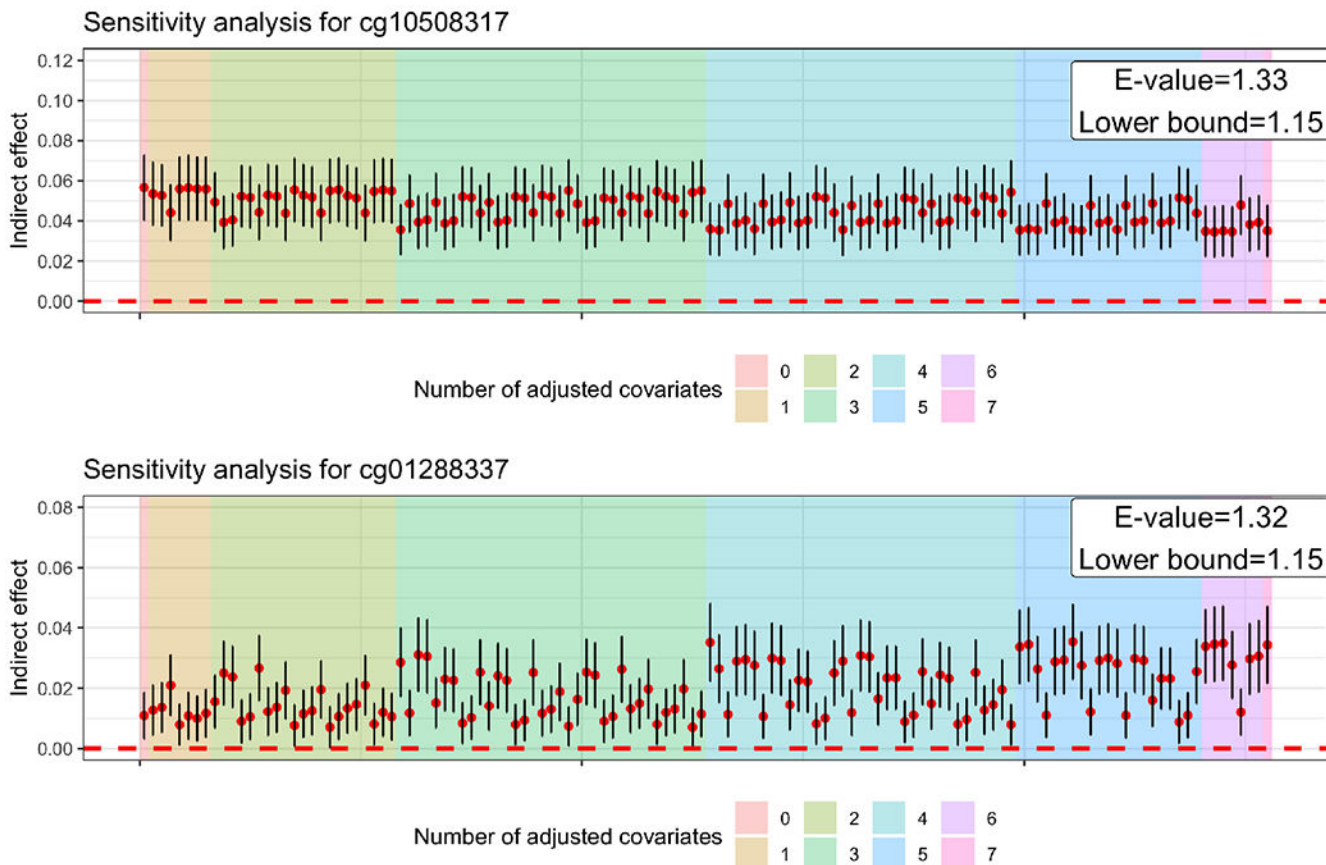 Sensitivity analysis for cg10508317
0.12
0.10
0.08
0.06
0.04
0.02
0.00
Indirect effect
E-value=1.33
Lower bound=1.15
Number of adjusted covariates
0 2 4 6
1 3 5 7
Sensitivity analysis for cg01288337
0.08
0.06
0.04
0.02
0.00
Indirect effect
E-value=1.32
Lower bound=1.15
Number of adjusted covariates
0 2 4 6
1 3 5 7